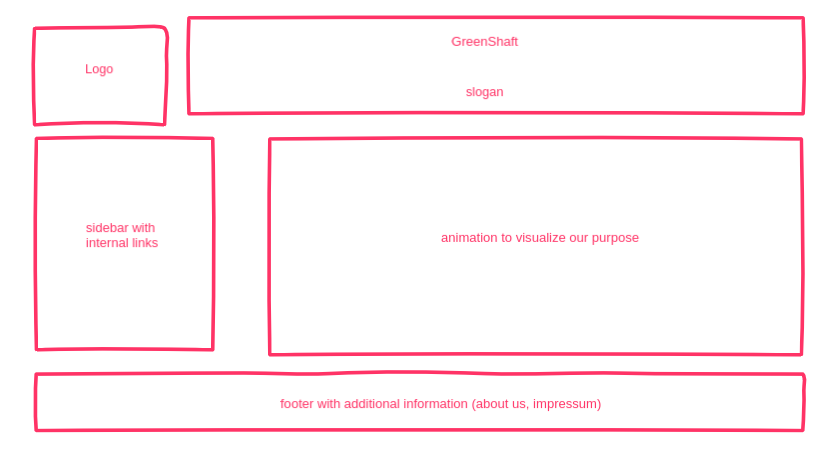 Logo
GreenShaft
slogan
sidebar with
internal links
animation to visualize our purpose
footer with additional information (about us, impressum)